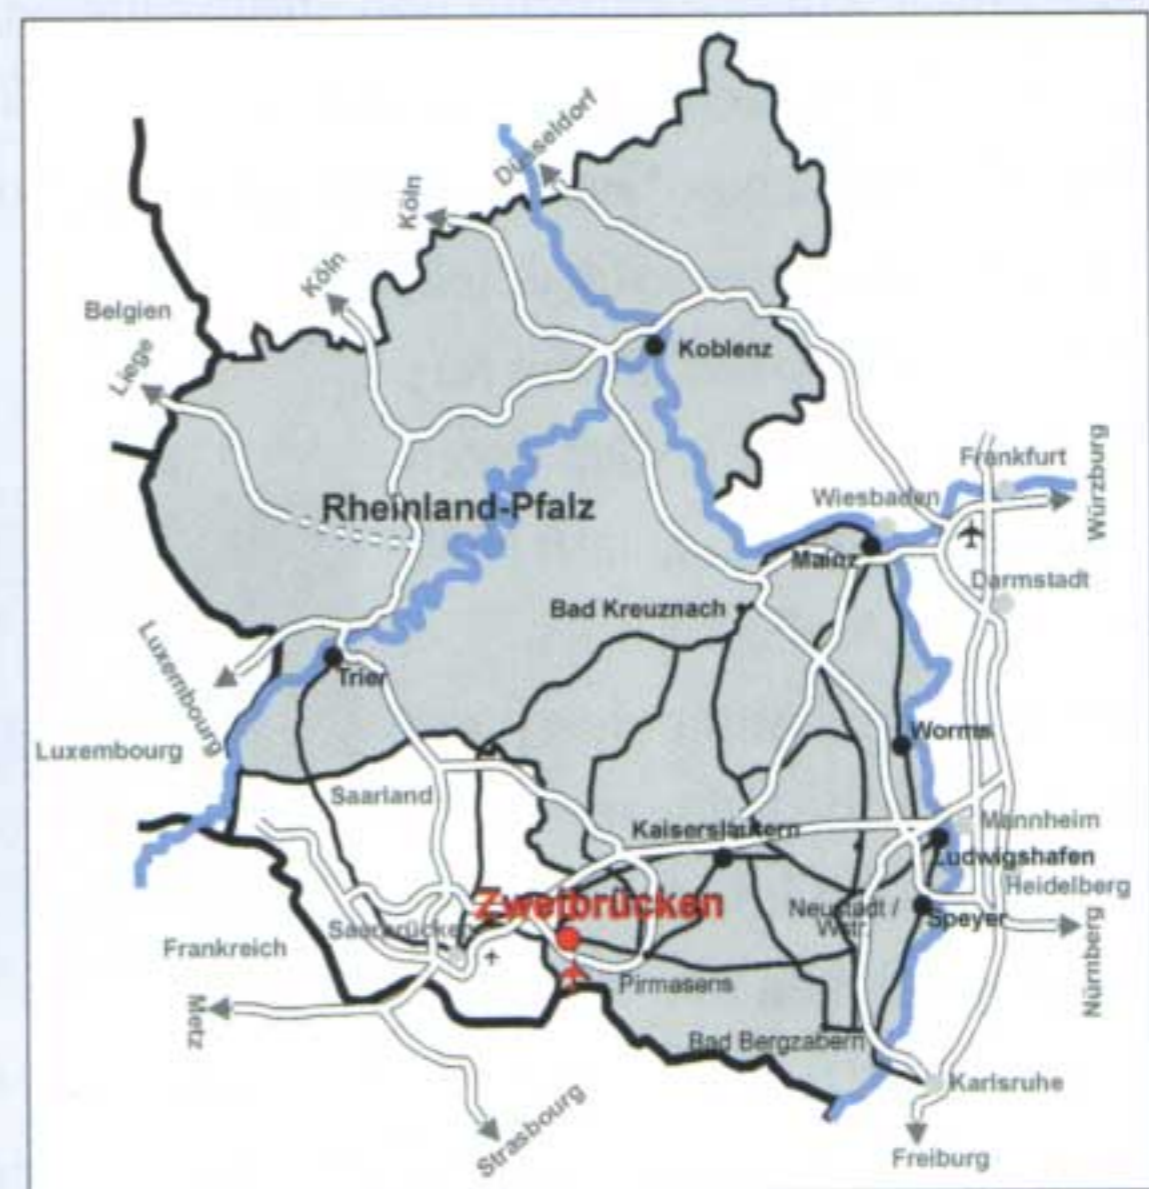 Düsseldorf
Köln
Köln
Belgien
Liege
Koblenz
Frankfurt
Würzburg
Rheinland-Pfalz
Wiesbaden
Mainz
Darmstadt
Bad Kreuznach
Luxembourg
Trier
Luxembourg
Worms
Saarland
Kaiserslautern
Mannheim
Ludwigshafen
Heidelberg
Zweibrücken
Neustadt /
Wstr.
Speyer
Saarbrücken
Frankreich
Nürnberg
Metz
Pirmasens
Bad Bergzabern
Karlsruhe
Strasbourg
Freiburg